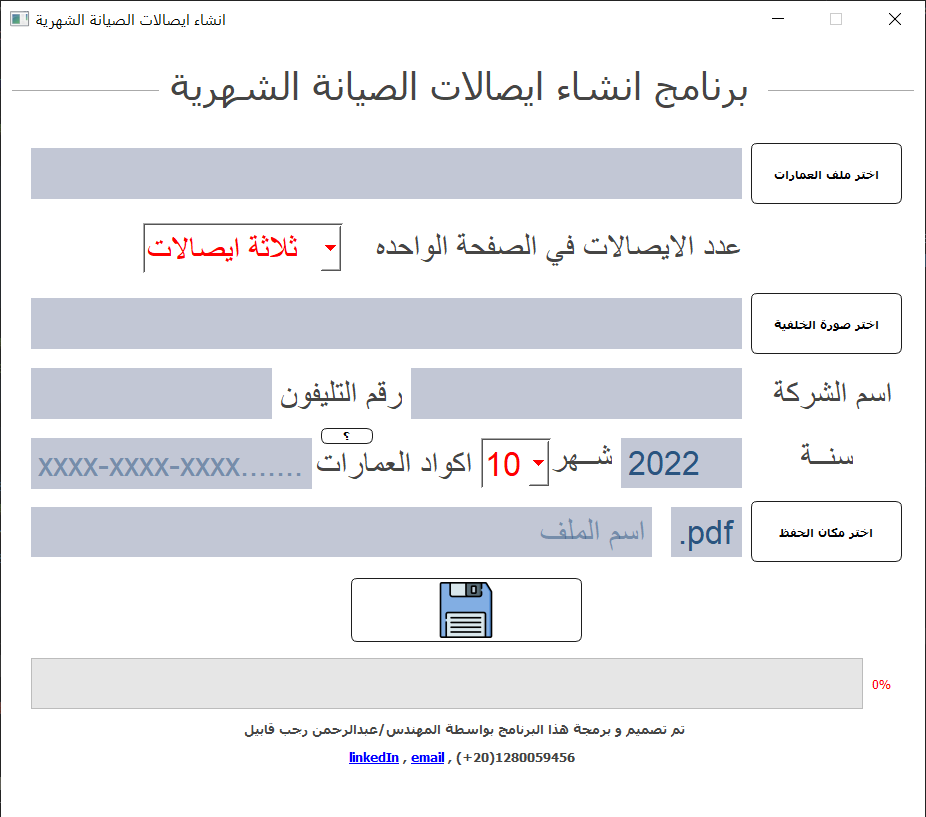 انشاء ايصالات الصيانة الشهرية
برنامج انشاء ايصالات الصيانة الشهرية
اختر ملف العمارات
عدد الايصالات في الصفحة الواحده ثلاثة ايصالات
اختر صورة الخلفية
اسم الشركة رقم التليفون
؟
سنــة 2022 شــهر 10 اكواد العمارات xxxx-xxxx-xxxx.......
اختر مكان الحفظ .pdf اسم الملف
0%
تم تصميم و برمجة هذا البرنامج بواسطة المهندس/عبدالرحمن رجب قابيل
linkedIn , email , (+20)1280059456